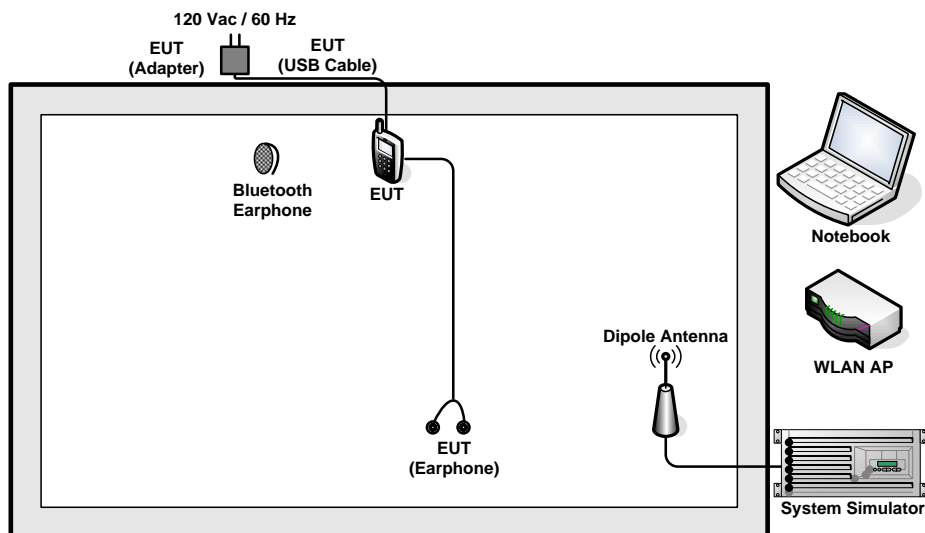 120 Vac / 60 Hz
EUT
(Adapter)
EUT
(USB Cable)
Bluetooth
Earphone
EUT
Notebook
Dipole Antenna
WLAN AP
EUT
(Earphone)
System Simulator